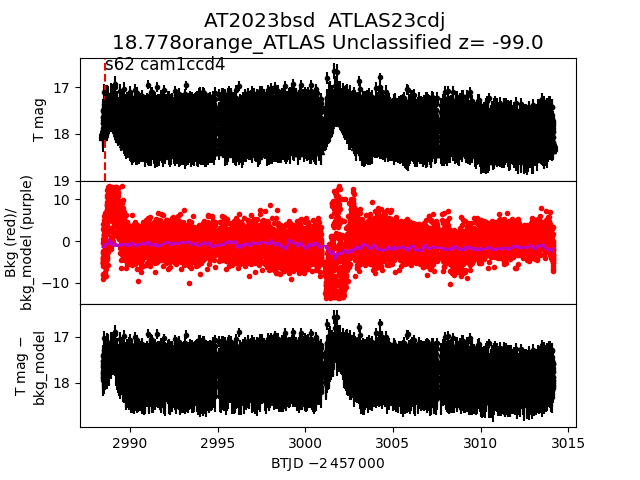 AT2023bsd  ATLAS23cdj
18.778orange_ATLAS Unclassified z= -99.0
s62 cam1ccd4
T mag
17
18
19
Bkg (red)/
bkg_model (purple)
10
0
−10
T mag −
bkg_model
17
18
2990
2995
3000
3005
3010
3015
BTJD −2 457 000